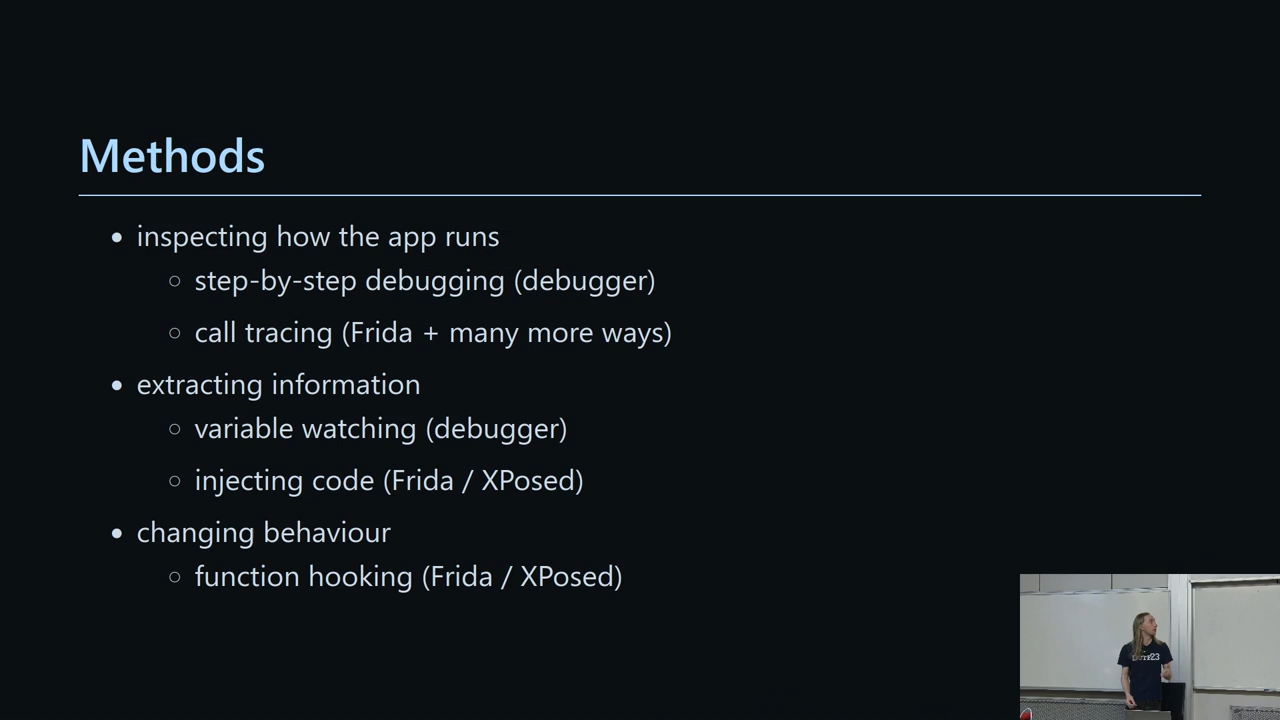 Methods
• inspecting how the app runs
○ step-by-step debugging (debugger)
○ call tracing (Frida + many more ways)
• extracting information
○ variable watching (debugger)
○ injecting code (Frida / XPosed)
• changing behaviour
○ function hooking (Frida / XPosed)